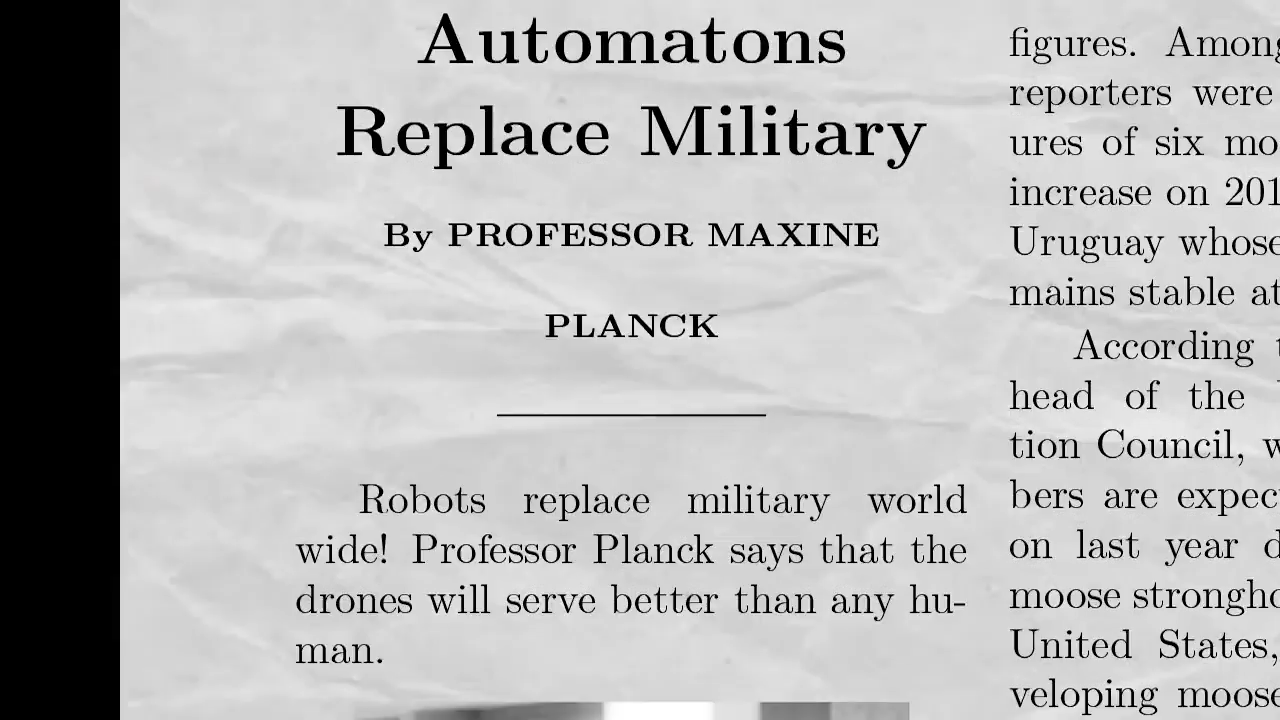 Automatons
Replace Military
By PROFESSOR MAXINE
PLANCK
Robots replace military world
wide! Professor Planck says that the
drones will serve better than any hu-
man.
figures. Among
reporters were
ures of six mo
increase on 201
Uruguay whose
mains stable at
According
head of the
tion Council, w
bers are expec
on last year d
moose strongho
United States,
veloping moose